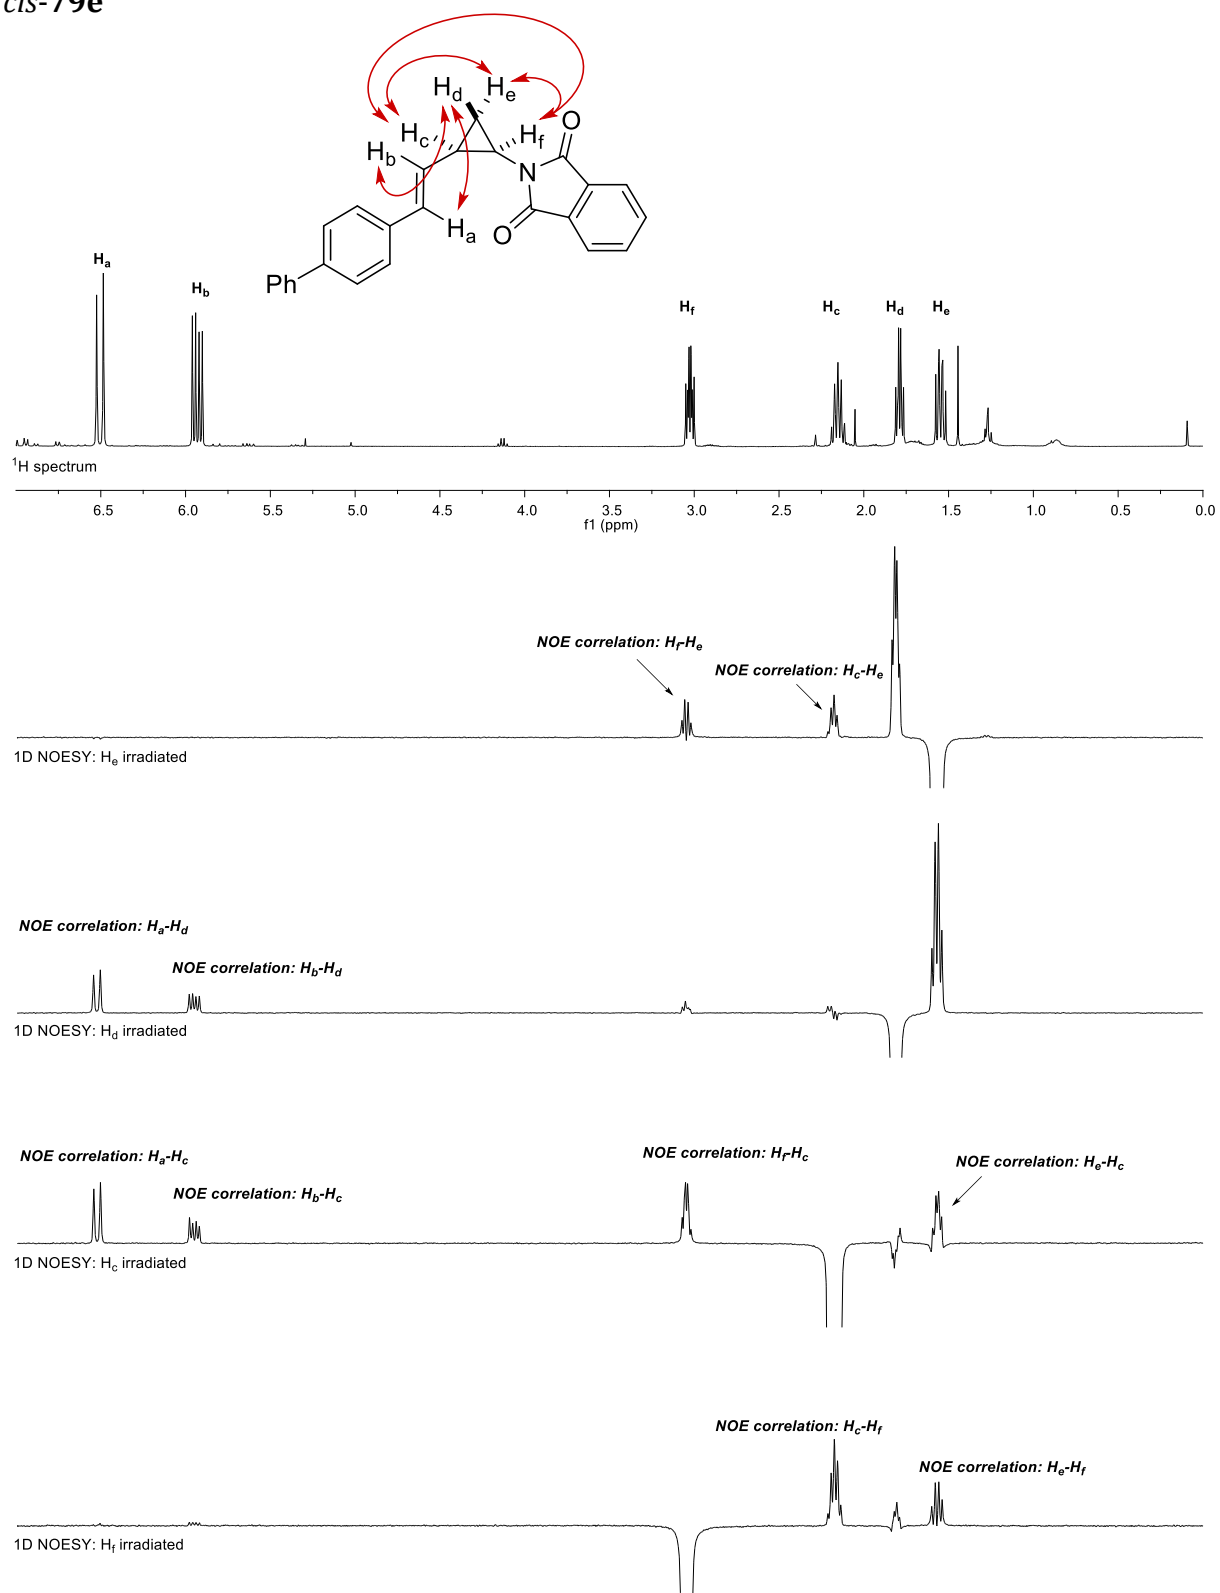 cis-79e
Hd He
Hc Hf O
Hb N
Ha O
Ph
Ha
Hb
Hf Hc Hd He
1H spectrum
6.5 6.0 5.5 5.0 4.5 4.0 3.5 3.0 2.5 2.0 1.5 1.0 0.5 0.0
f1 (ppm)
NOE correlation: Hf-He
NOE correlation: Hc-He
1D NOESY: He irradiated
NOE correlation: Ha-Hd
NOE correlation: Hb-Hd
1D NOESY: Hd irradiated
NOE correlation: Ha-Hc
NOE correlation: Hf-Hc
NOE correlation: He-Hc
NOE correlation: Hb-Hc
1D NOESY: Hc irradiated
NOE correlation: Hc-Hf
NOE correlation: He-Hf
1D NOESY: Hf irradiated